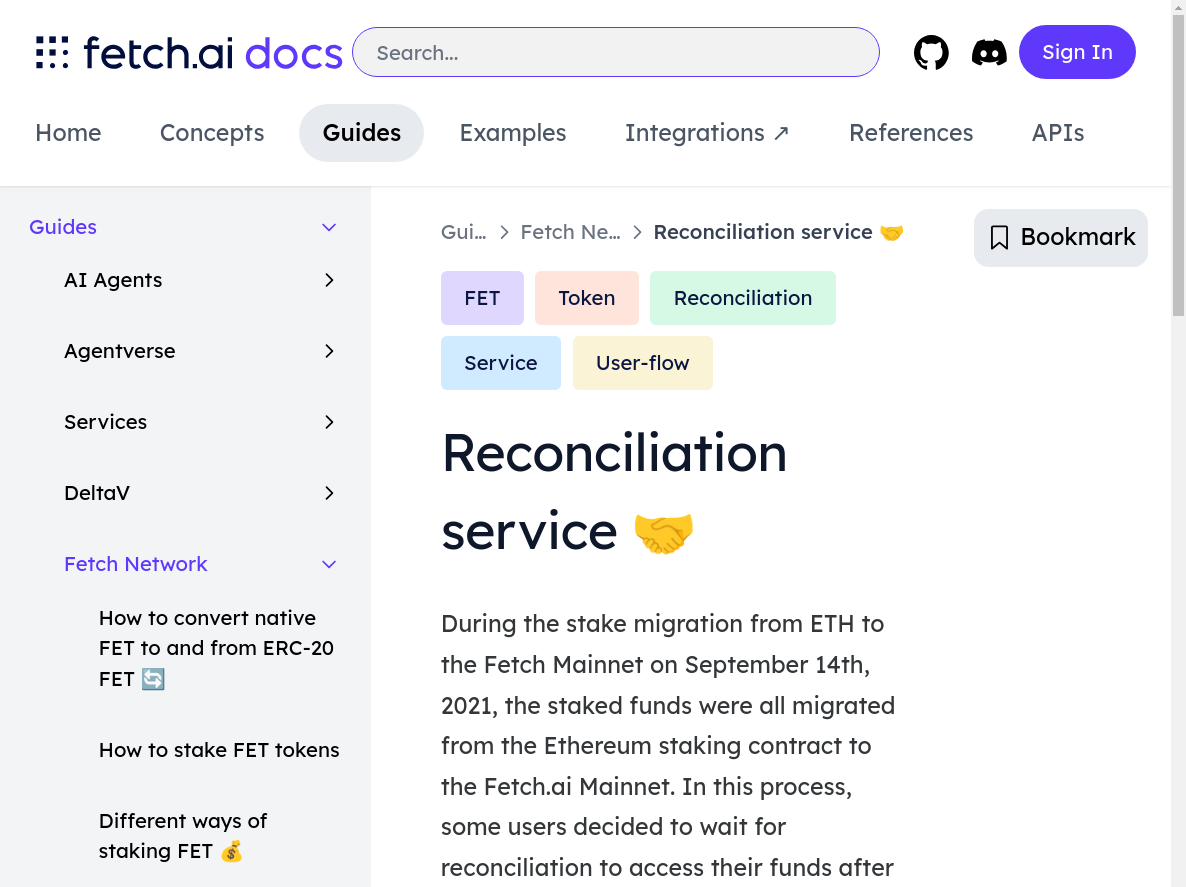 fetch.ai docs
Search...
Sign In
Home Concepts Guides Examples Integrations ↗ References APIs
Guides
AI Agents
Agentverse
Services
DeltaV
Fetch Network
How to convert native
FET to and from ERC-20
FET 🔄
How to stake FET tokens
Different ways of
staking FET 💰
Gui... > Fetch Ne... > Reconciliation service 🤝
Bookmark
FET Token Reconciliation
Service User-flow
Reconciliation
service 🤝
During the stake migration from ETH to
the Fetch Mainnet on September 14th,
2021, the staked funds were all migrated
from the Ethereum staking contract to
the Fetch.ai Mainnet. In this process,
some users decided to wait for
reconciliation to access their funds after